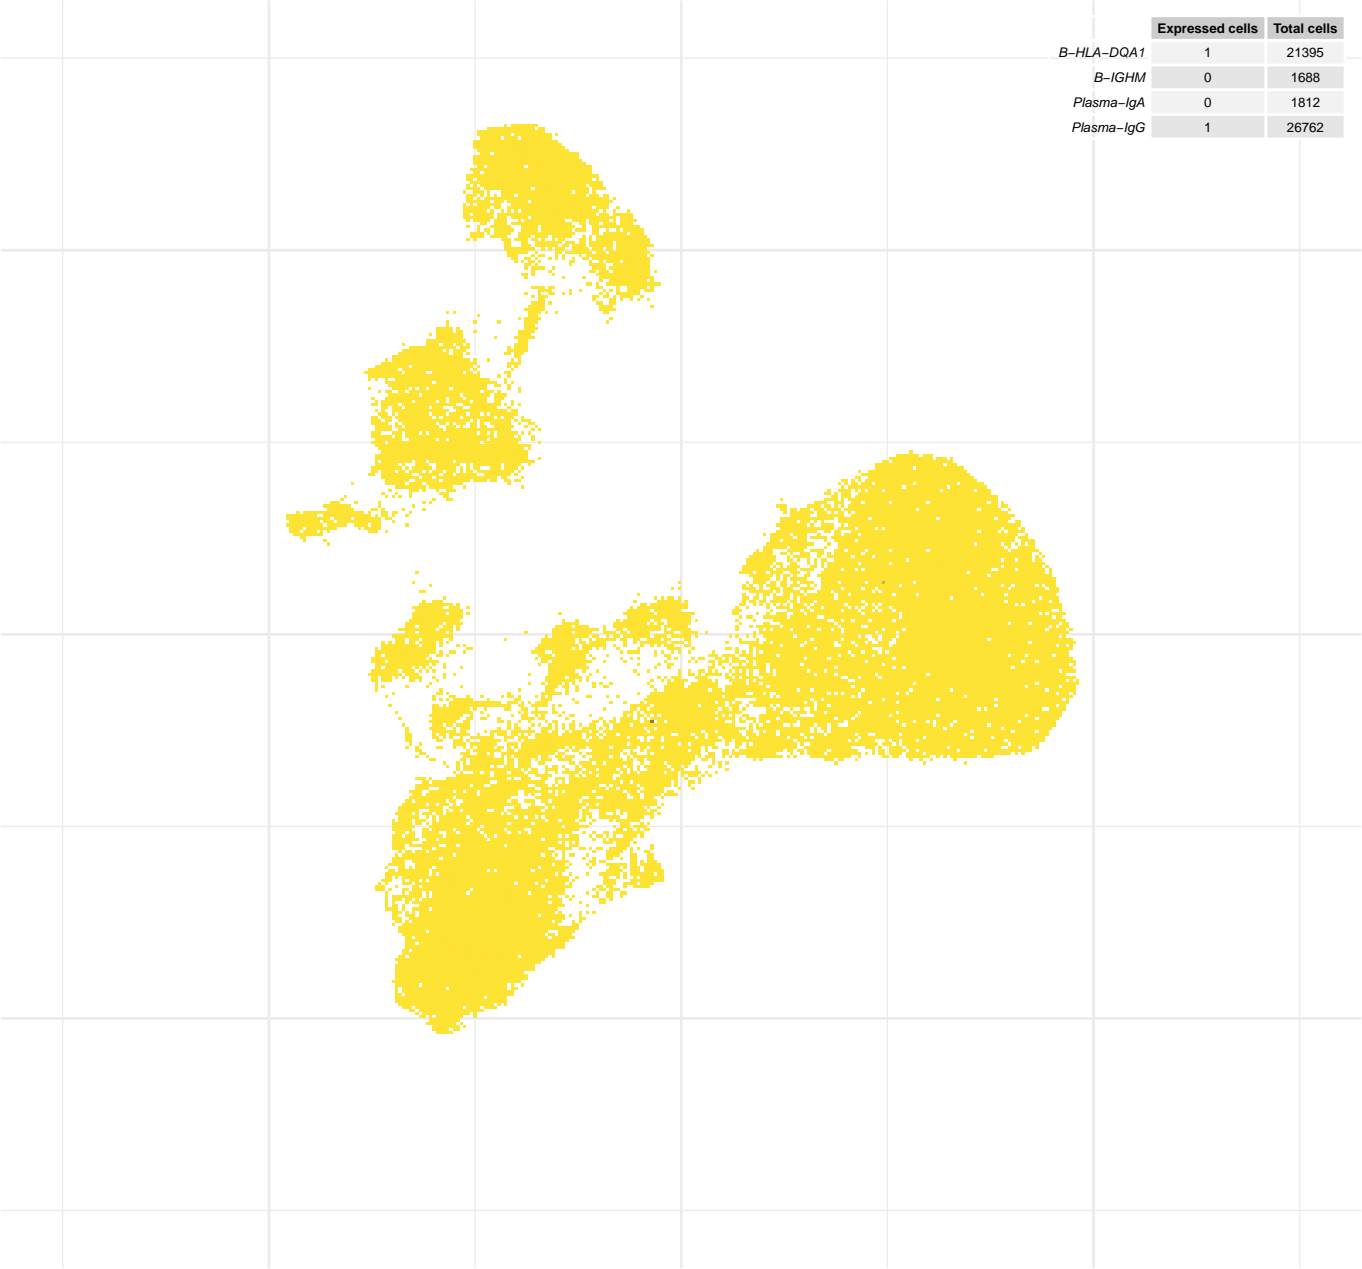 Expressed cells Total cells
B−HLA−DQA1 1 21395
B−IGHM 0 1688
Plasma−IgA 0 1812
Plasma−IgG 1 26762